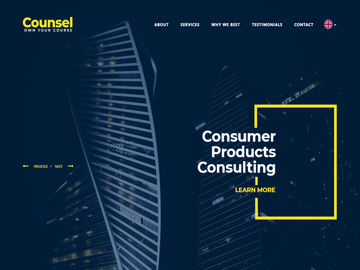 Counsel
OWN YOUR COURSE
ABOUT
SERVICES
WHY WE BEST
TESTIMONIALS
CONTACT
Consumer
Products
Consulting
PREVIOUS / NEXT
LEARN MORE